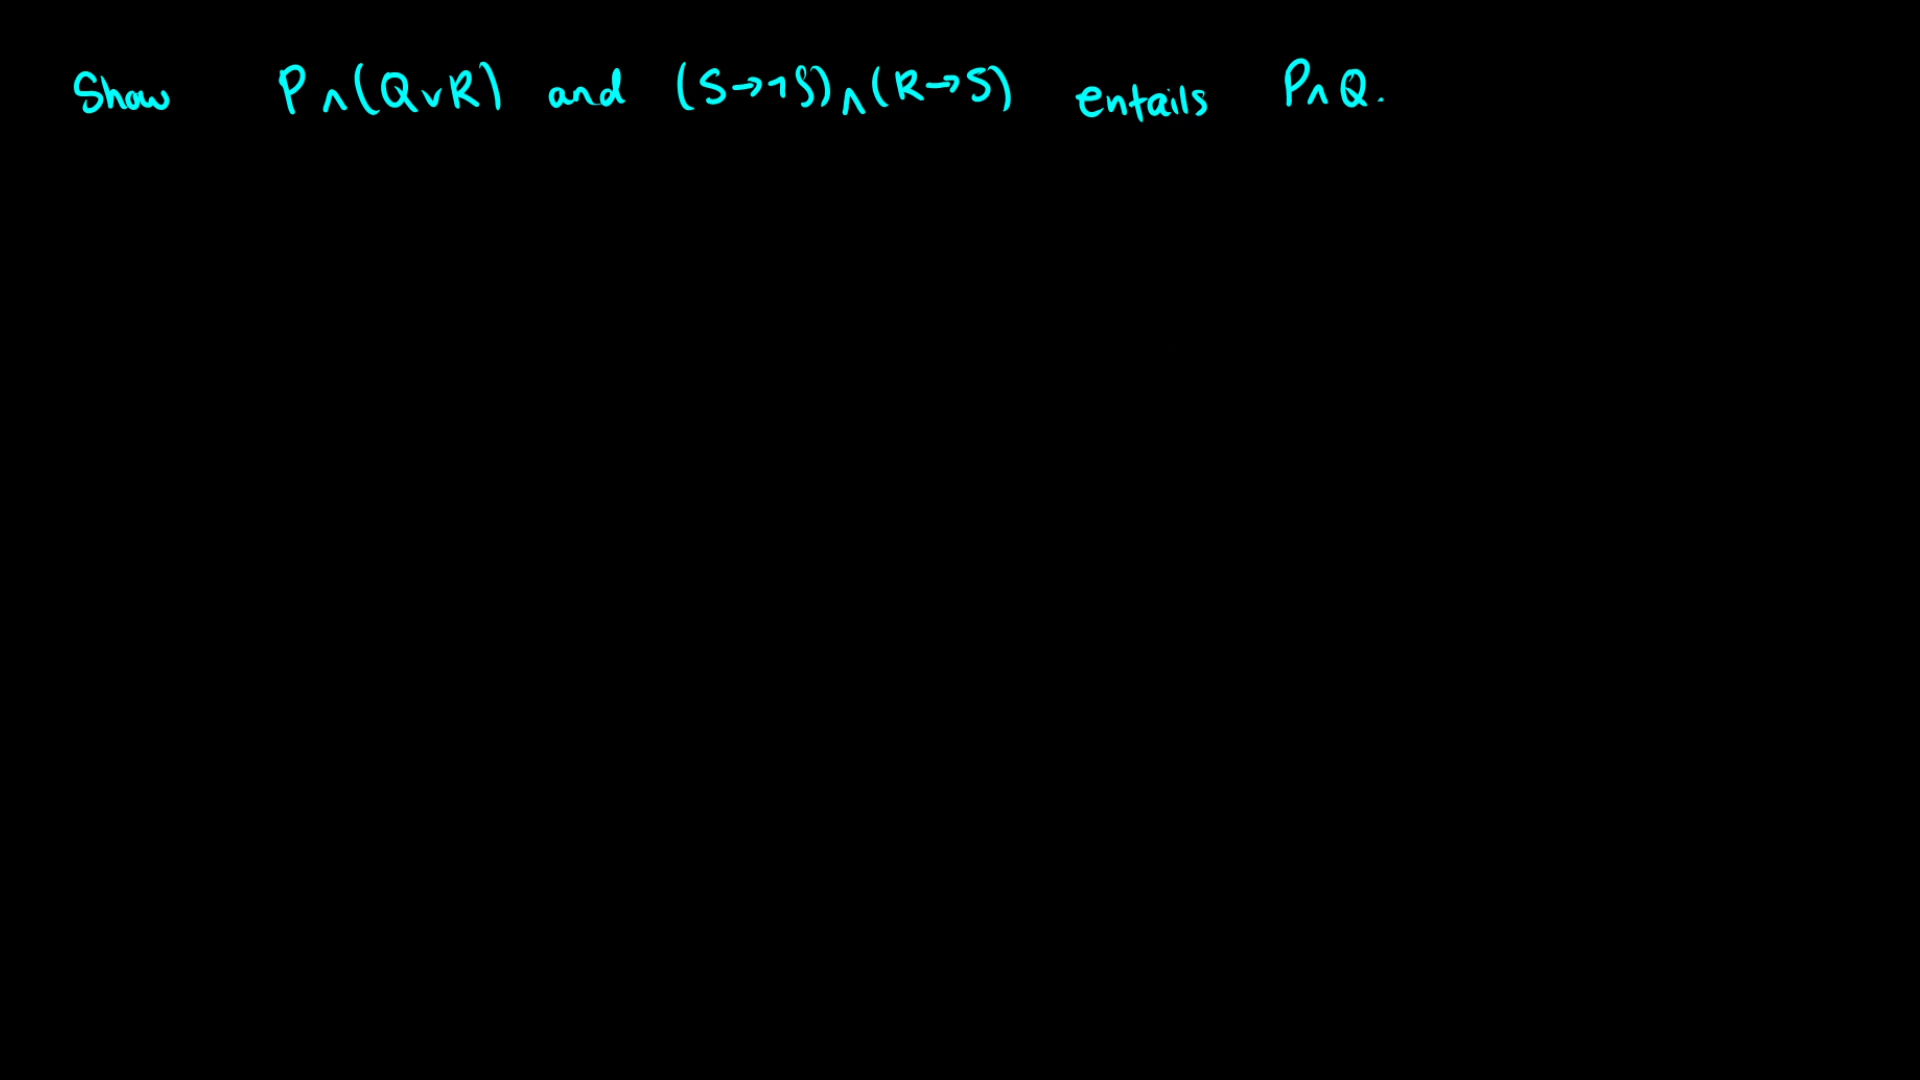 Show P∧(Q∨R) and (S→¬S)∧(R→S) entails P∧Q.